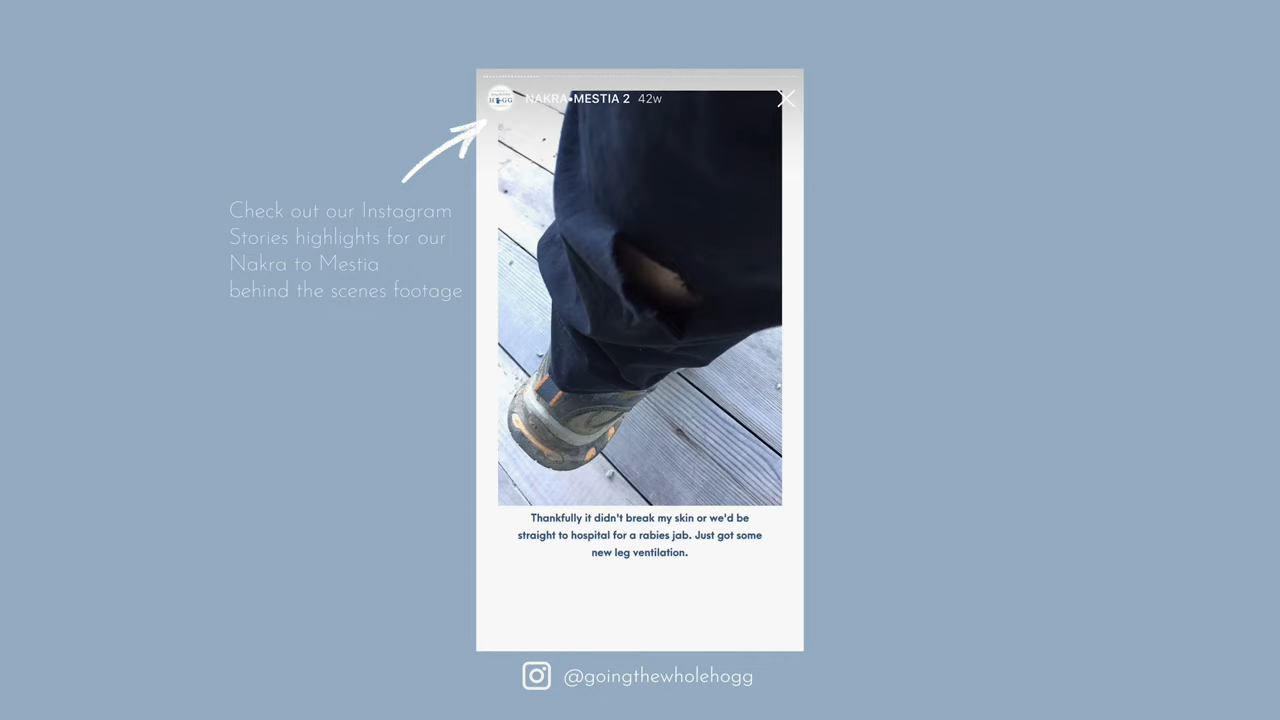 NAKRA•MESTIA 2 42w
Check out our Instagram
Stories highlights for our
Nakra to Mestia
behind the scenes footage
Thankfully it didn't break my skin or we'd be
straight to hospital for a rabies jab. Just got some
new leg ventilation.
@goingthewholehogg